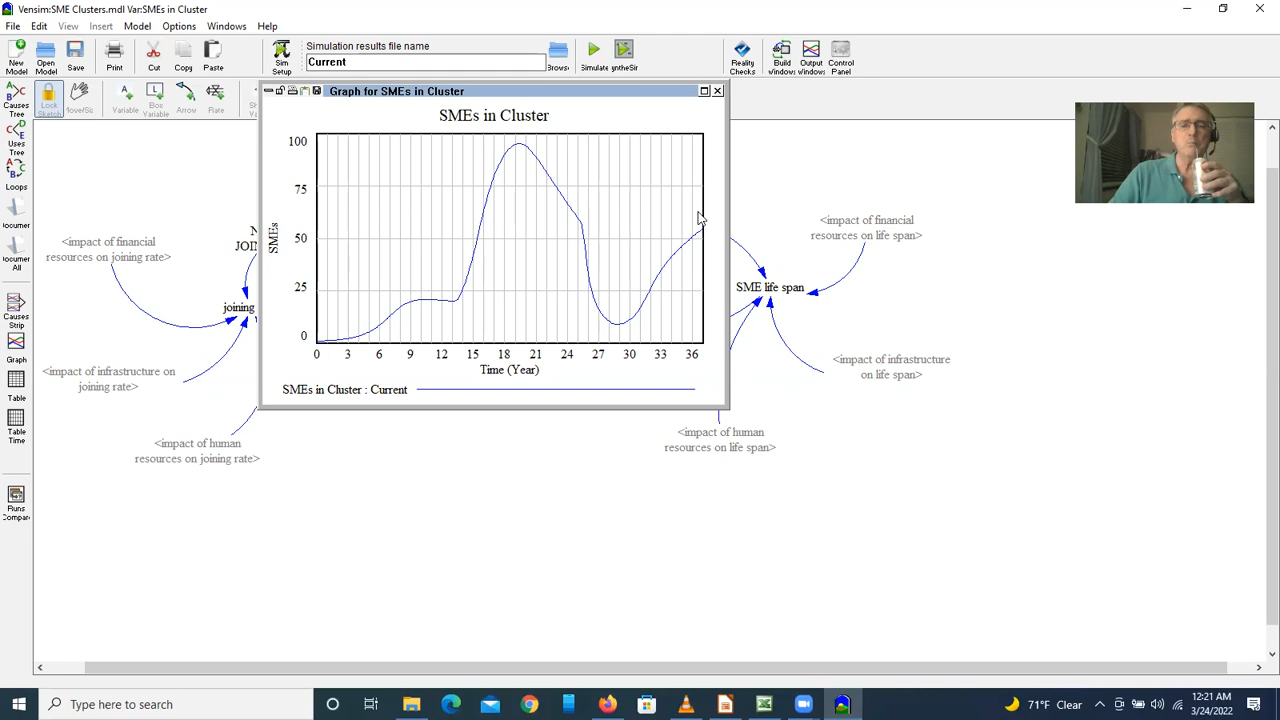 Vensim:SME Clusters.mdl Var:SMEs in Cluster
File Edit View Insert Model Options Windows Help
New
Model
Open
Model
Save
Print
Cut
Copy
Paste
Sim
Setup
Simulation results file name
Current
Browse
Simulate
Reality
Checks
Build
Windows
Output
Windows
Control
Panel
Causes
Tree
Lock
Sketch
Variable
Box
Variable
Arrow
Rate
Uses
Tree
Loops
All
Causes
Strip
Graph
Table
Table
Time
Runs
Compar
Graph for SMEs in Cluster
SMEs in Cluster
100
75
50
25
0
SMEs
0 3 6 9 12 15 18 21 24 27 30 33 36
Time (Year)
SMEs in Cluster : Current
<impact of financial
resources on joining rate>
N
JOIN
joining
<impact of infrastructure on
joining rate>
<impact of human
resources on joining rate>
<impact of financial
resources on life span>
SME life span
<impact of infrastructure
on life span>
<impact of human
resources on life span>
Type here to search
71°F Clear
12:21 AM
3/24/2022